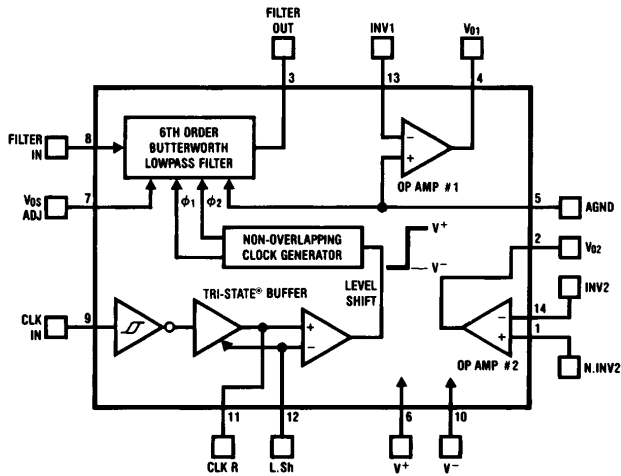 FILTER
OUT
INV1
V01
3
13
4
FILTER
IN
8
6TH ORDER
BUTTERWORTH
LOWPASS FILTER
−
+
OP AMP #1
VOS
ADJ
7
ϕ1
ϕ2
5
AGND
NON-OVERLAPPING
CLOCK GENERATOR
V+
V−
2
V02
LEVEL
SHIFT
TRI-STATE® BUFFER
INV2
CLK
IN
9
+
−
14
−
+
1
OP AMP #2
N.INV2
11
12
6
10
CLK R
L.Sh
V+
V−